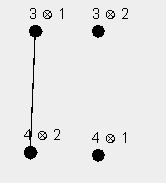 3 ⊗ 1 3 ⊗ 2
4 ⊗ 2 4 ⊗ 1